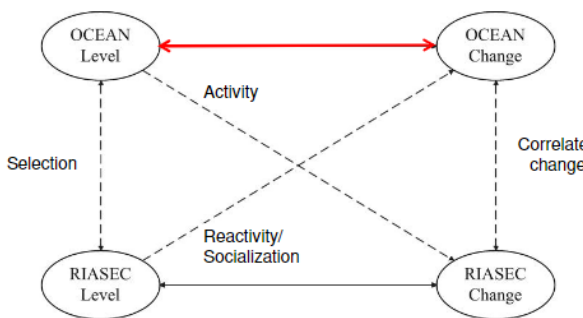 OCEAN
Level
OCEAN
Change
Activity
Selection
Correlate
change
Reactivity/
Socialization
RIASEC
Level
RIASEC
Change